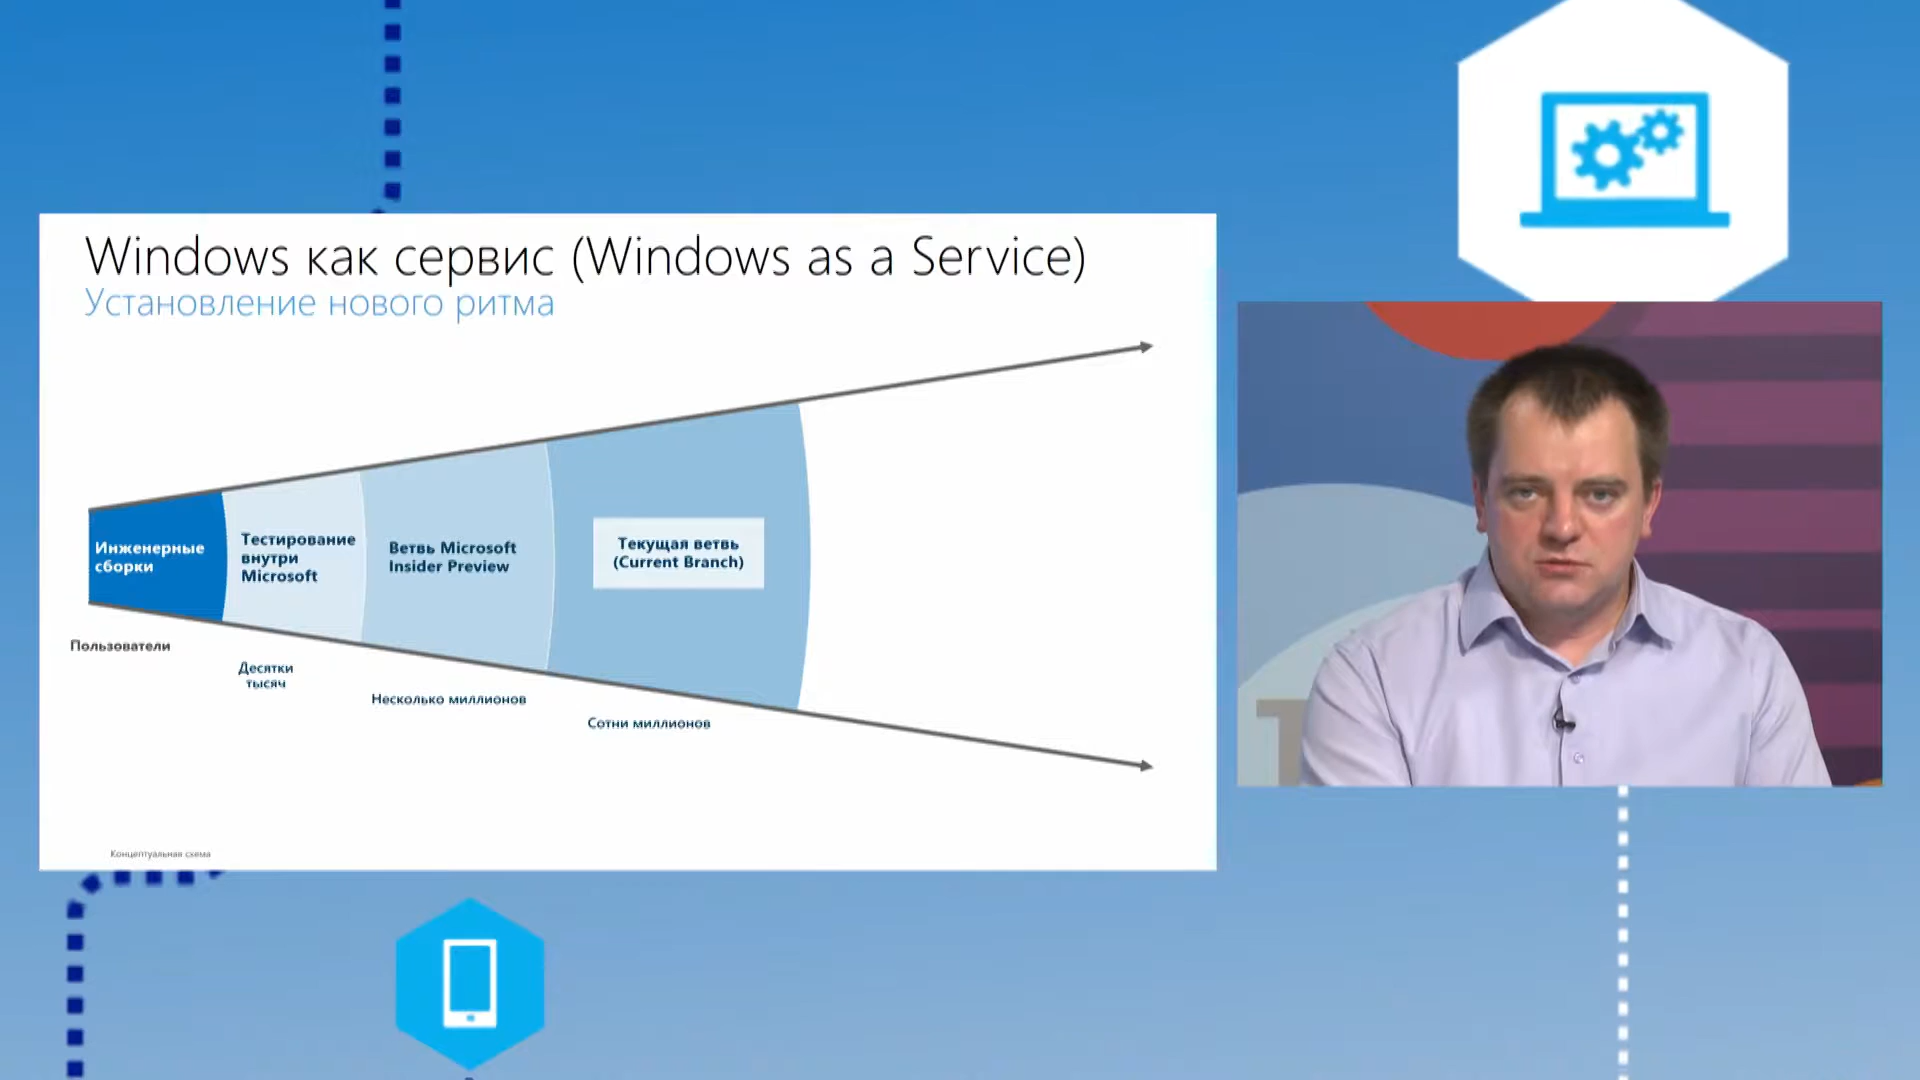 Windows как сервис (Windows as a Service)
Установление нового ритма
Инженерные
сборки
Тестирование
внутри
Microsoft
Ветвь Microsoft
Insider Preview
Текущая ветвь
(Current Branch)
Пользователи
Десятки
тысяч
Несколько миллионов
Сотни миллионов
Концептуальная схема